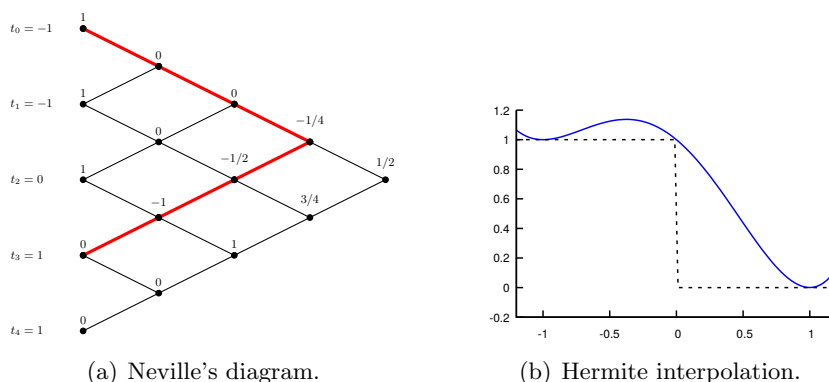 1
t₀ = −1
0
1
t₁ = −1
0
−1/4
0
1
−1/2
1/2
t₂ = 0
−1
3/4
0
1
t₃ = 1
0
0
t₄ = 1
(a) Neville's diagram.
1.2
1
0.8
0.6
0.4
0.2
0
-0.2
-1 -0.5 0 0.5 1
(b) Hermite interpolation.